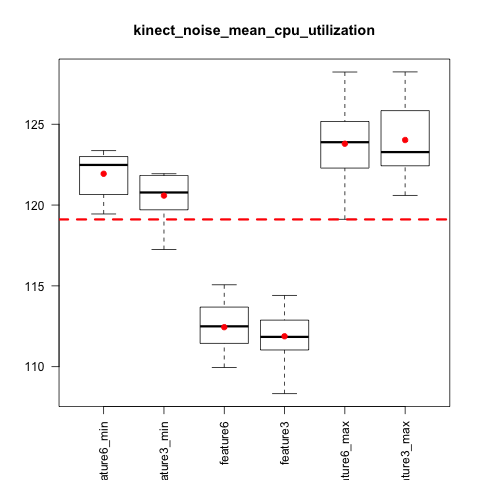 kinect_noise_mean_cpu_utilization
125
120
115
110
ature6_min
ature3_min
feature6
feature3
ture6_max
ture3_max